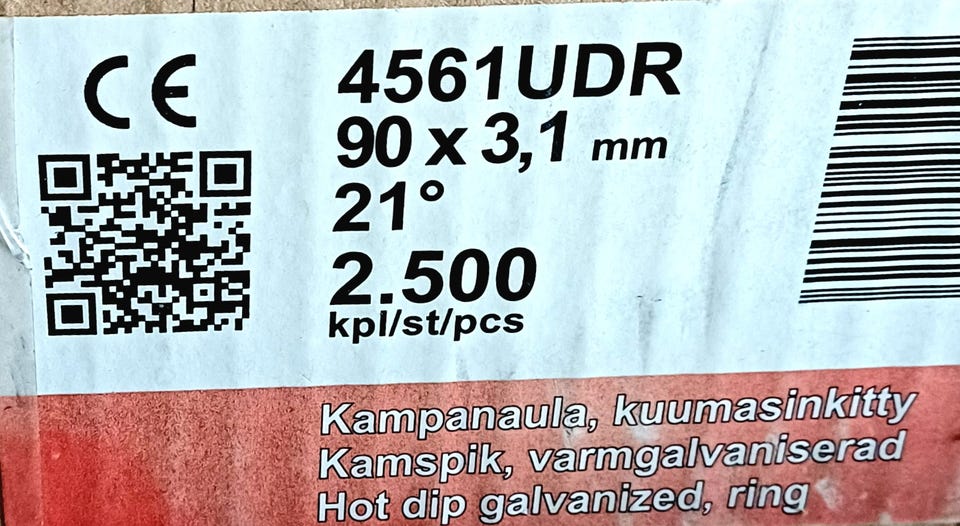 CE
4561UDR
90 x 3,1 mm
21°
2.500
kpl/st/pcs
Kampanaula, kuumasinkitty
Kamspik, varmgalvaniserad
Hot dip galvanized, ring